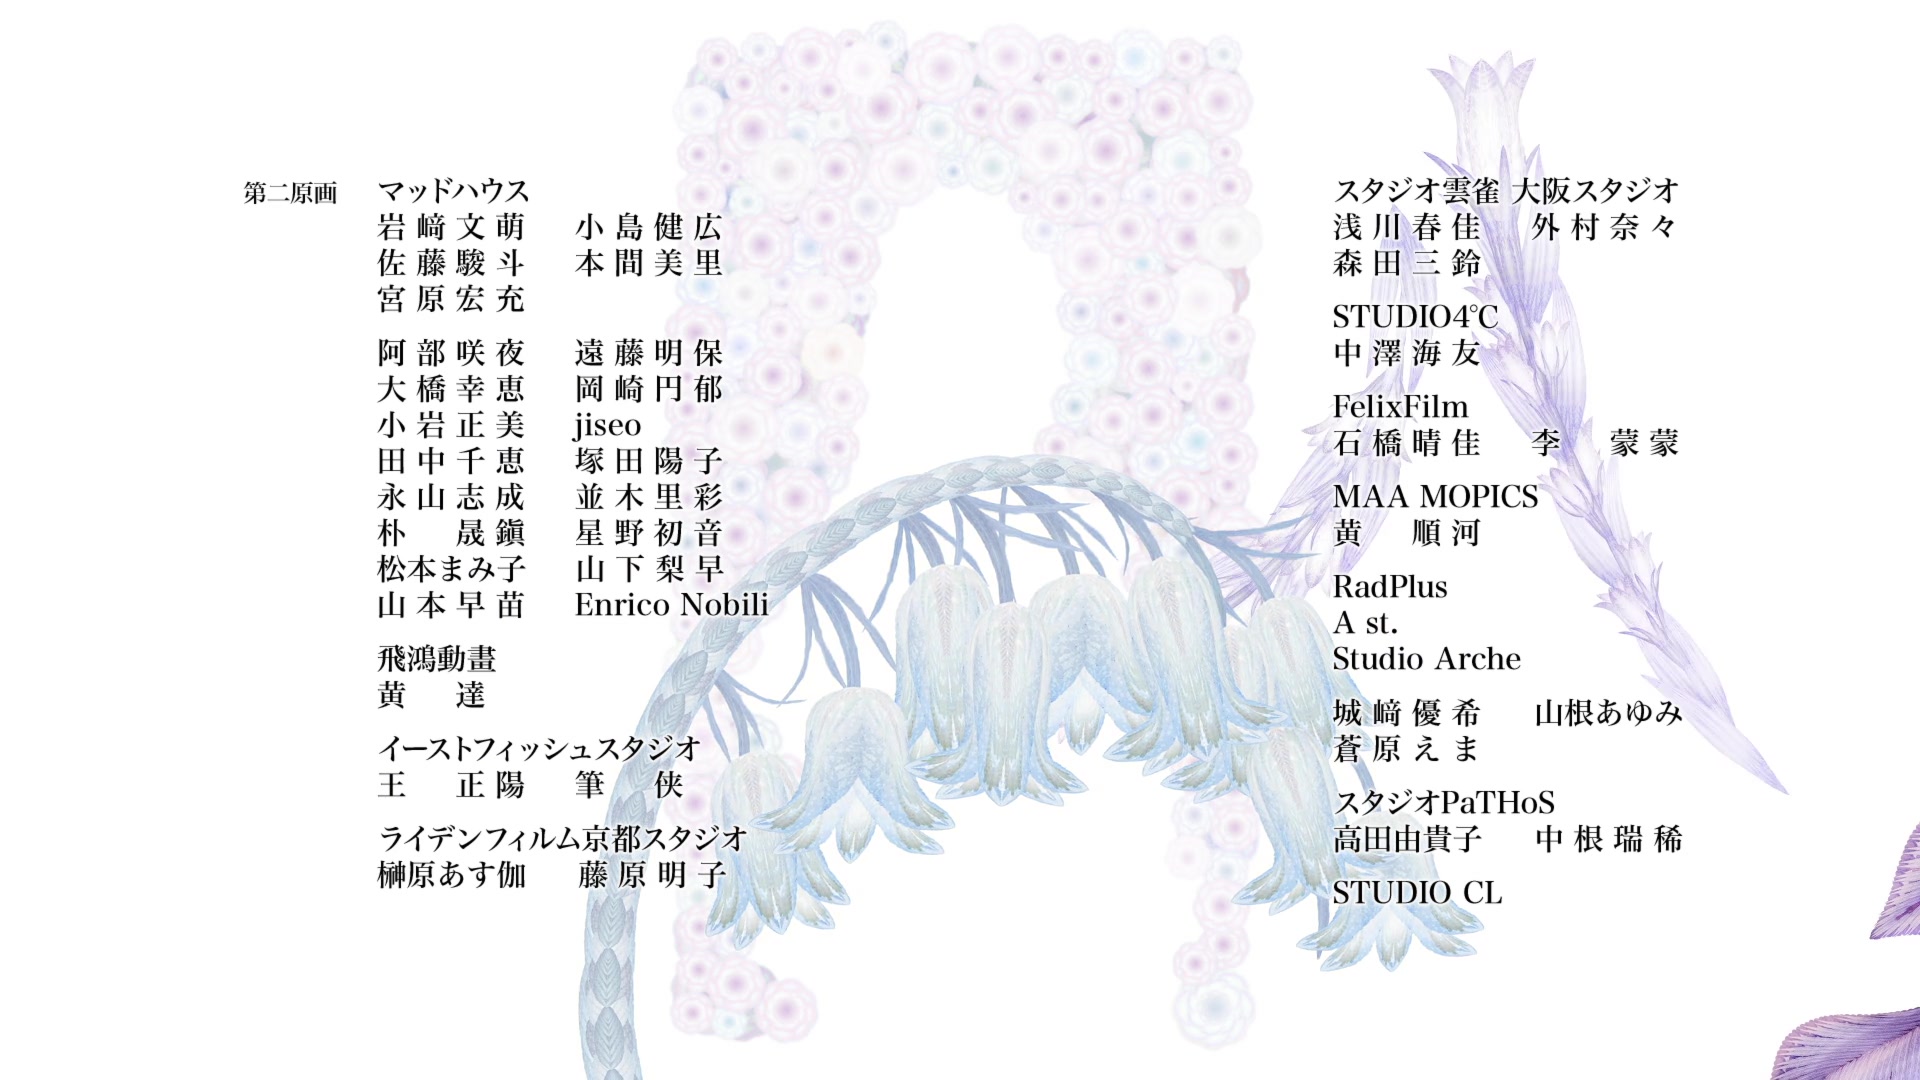 第二原画 マッドハウス
岩﨑文萌 小島健広
佐藤駿斗 本間美里
宮原宏充
阿部咲夜 遠藤明保
大橋幸恵 岡崎円郁
小岩正美 jiseo
田中千恵 塚田陽子
永山志成 並木里彩
朴 晟鎭 星野初音
松本まみ子 山下梨早
山本早苗 Enrico Nobili
飛鴻動畫
黄 達
イーストフィッシュスタジオ
王 正陽 筆 侠
ライデンフィルム京都スタジオ
榊原あす伽 藤原明子
スタジオ雲雀 大阪スタジオ
浅川春佳 外村奈々
森田三鈴
STUDIO4℃
中澤海友
FelixFilm
石橋晴佳 李 蒙蒙
MAA MOPICS
黄 順河
RadPlus
A st.
Studio Arche
城﨑優希 山根あゆみ
蒼原えま
スタジオPaTHoS
高田由貴子 中根瑞稀
STUDIO CL